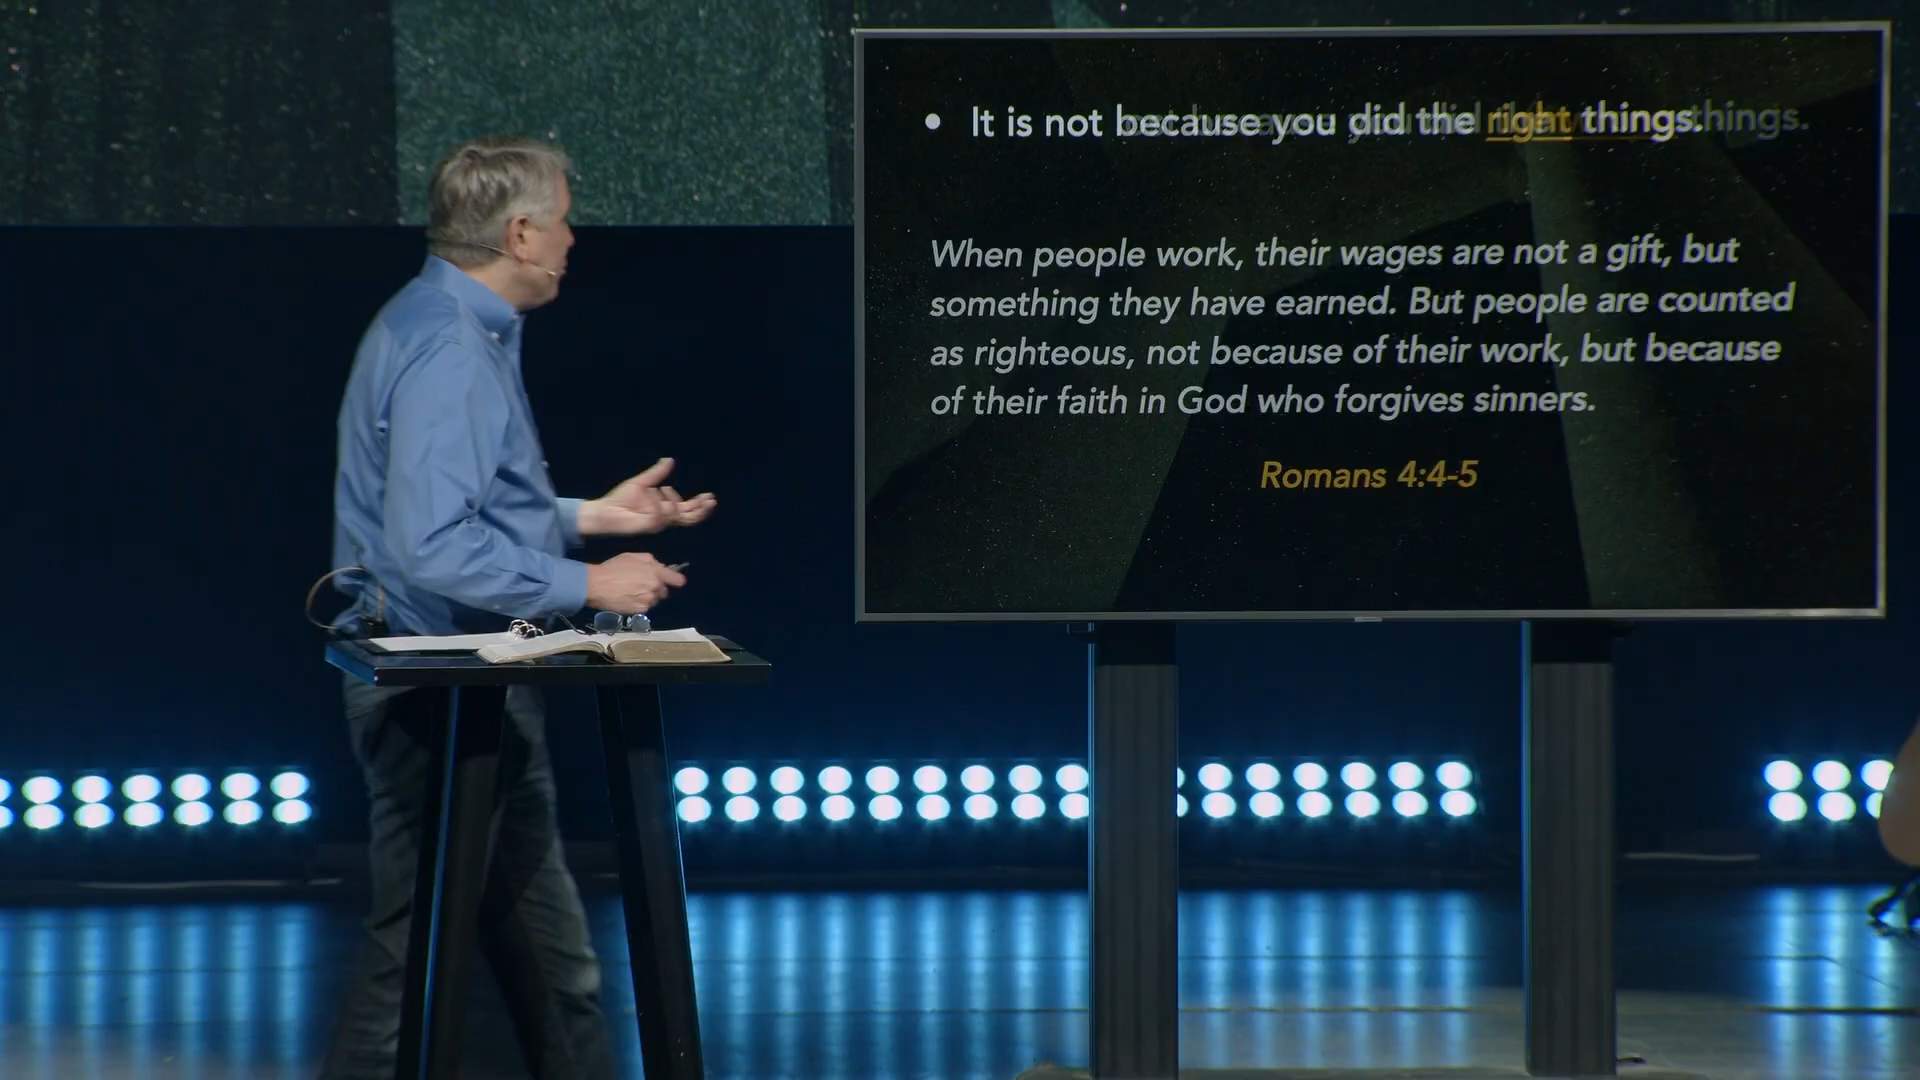 • It is not because you did the right things.
When people work, their wages are not a gift, but
something they have earned. But people are counted
as righteous, not because of their work, but because
of their faith in God who forgives sinners.
Romans 4:4-5